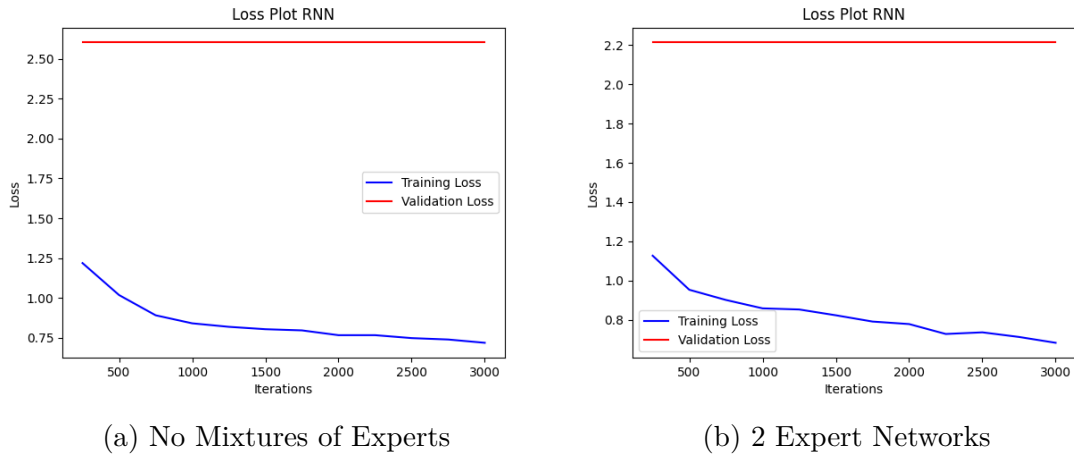 Loss Plot RNN
2.50
2.25
2.00
1.75
1.50
1.25
1.00
0.75
Loss
Training Loss
Validation Loss
500 1000 1500 2000 2500 3000
Iterations
(a) No Mixtures of Experts
Loss Plot RNN
2.2
2.0
1.8
1.6
1.4
1.2
1.0
0.8
Loss
Training Loss
Validation Loss
500 1000 1500 2000 2500 3000
Iterations
(b) 2 Expert Networks